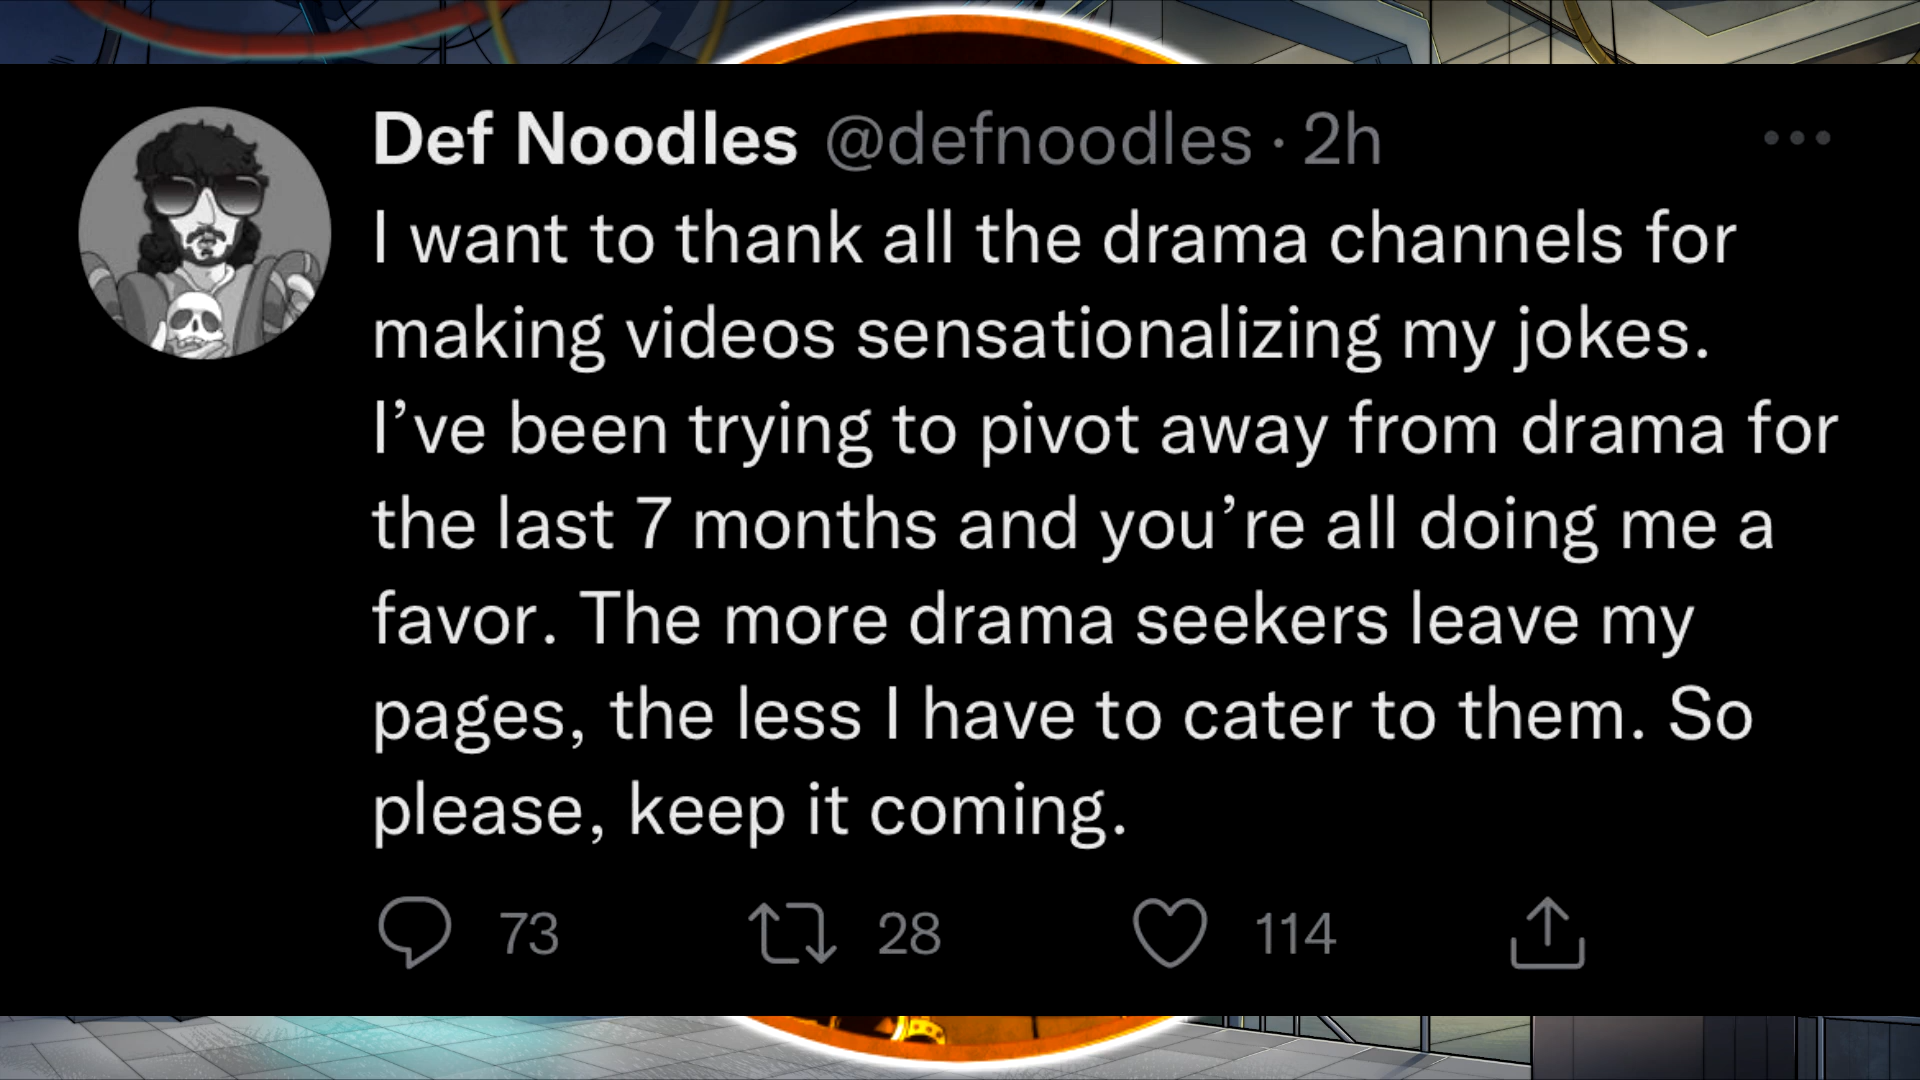 Def Noodles @defnoodles · 2h
I want to thank all the drama channels for
making videos sensationalizing my jokes.
I’ve been trying to pivot away from drama for
the last 7 months and you’re all doing me a
favor. The more drama seekers leave my
pages, the less I have to cater to them. So
please, keep it coming.
73 28 114